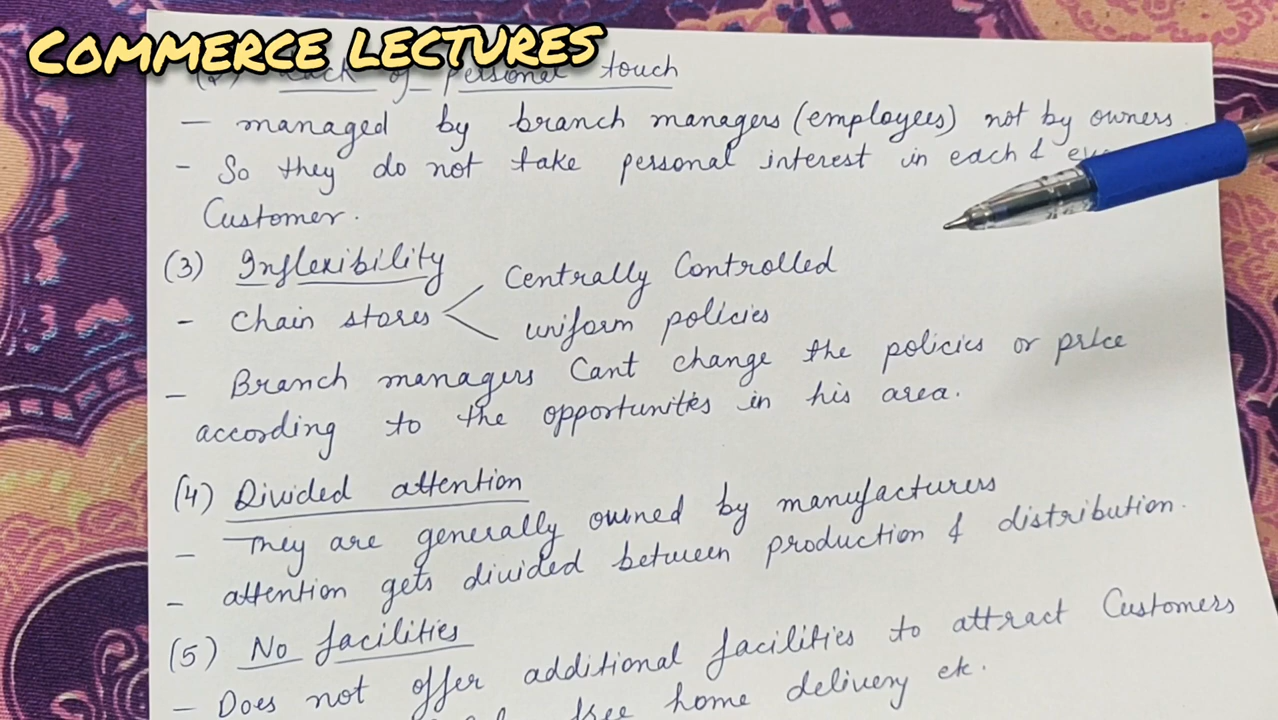 COMMERCE LECTURES
(2) Lack of personal touch
– managed by branch managers (employees) not by owners.
– So they do not take personal interest in each &
Customer.
(3) Inflexibility
Centrally Controlled
– Chain stores
uniform policies
– Branch managers Cant change the policies or price
according to the opportunities in his area.
(4) Divided attention
– They are generally owned by manufacturers
– attention gets divided between production & distribution.
(5) No facilities
– Does not offer additional facilities to attract Customers
free home delivery etc.